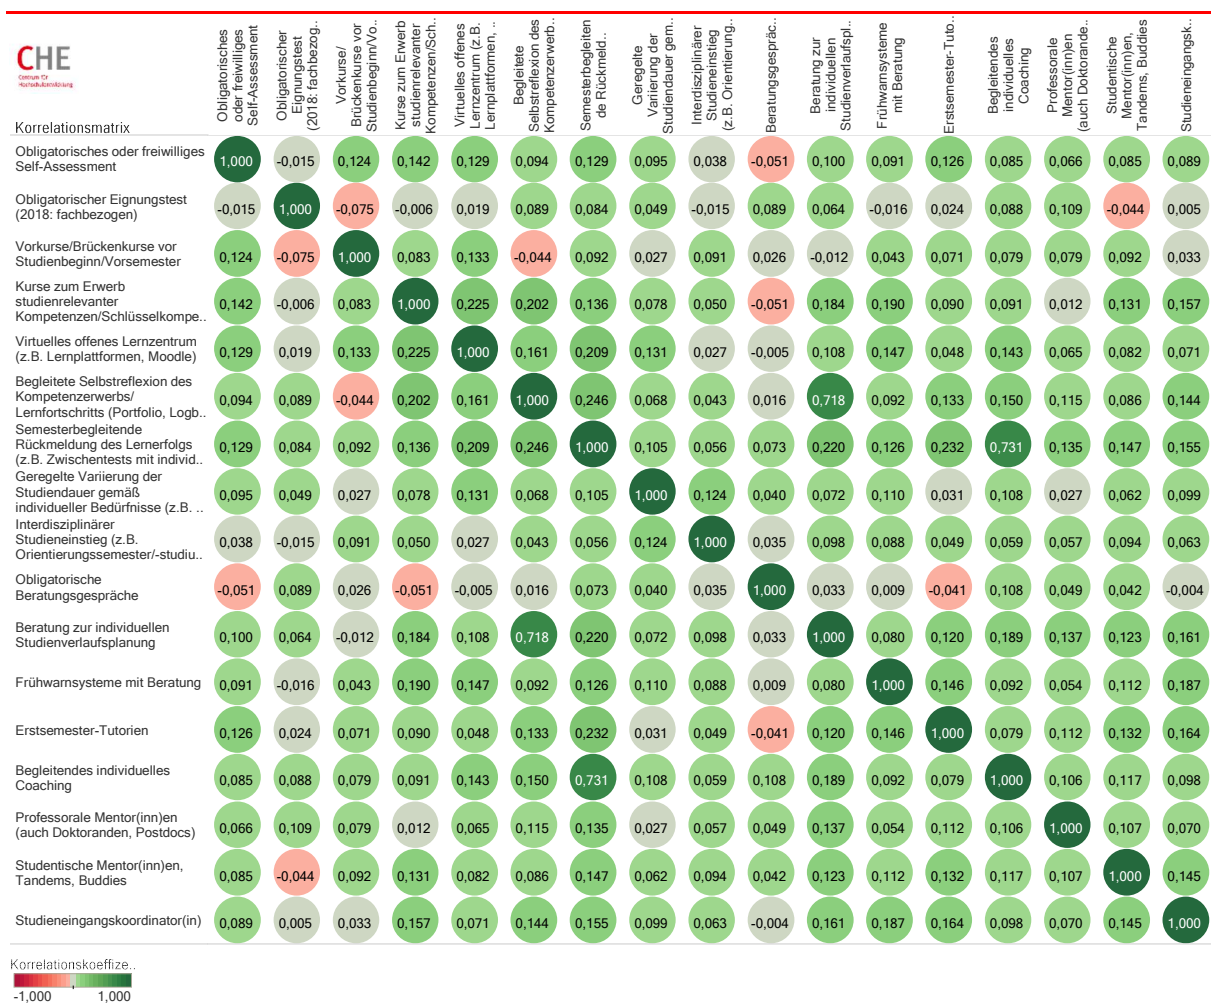 CHE
Centrum für
Hochschulentwicklung
Korrelationsmatrix
Obligatorisches
oder freiwilliges
Self-Assessment
Obligatorischer
Eignungstest
(2018: fachbezog..
Vorkurse/
Brückenkurse vor
Studienbeginn/Vo..
Kurse zum Erwerb
studienrelevanter
Kompetenzen/Sch..
Virtuelles offenes
Lernzentrum (z.B.
Lernplattformen, ..
Begleitete
Selbstreflexion des
Kompetenzerwerb..
Semesterbegleiten
de Rückmeld..
Geregelte
Variierung der
Studiendauer gem..
Interdisziplinärer
Studieneinstieg
(z.B. Orientierung..
Beratungsgespräc..
Beratung zur
individuellen
Studienverlaufspl..
Frühwarnsysteme
mit Beratung
Erstsemester-Tuto..
Begleitendes
individuelles
Coaching
Professorale
Mentor(inn)en
(auch Doktorande..
Studentische
Mentor(inn)en,
Tandems, Buddies
Studieneingangsk..
Obligatorisches oder freiwilliges
Self-Assessment
1,000 -0,015 0,124 0,142 0,129 0,094 0,129 0,095 0,038 -0,051 0,100 0,091 0,126 0,085 0,066 0,085 0,089
Obligatorischer Eignungstest
(2018: fachbezogen)
-0,015 1,000 -0,075 -0,006 0,019 0,089 0,084 0,049 -0,015 0,089 0,064 -0,016 0,024 0,088 0,109 -0,044 0,005
Vorkurse/Brückenkurse vor
Studienbeginn/Vorsemester
0,124 -0,075 1,000 0,083 0,133 -0,044 0,092 0,027 0,091 0,026 -0,012 0,043 0,071 0,079 0,079 0,092 0,033
Kurse zum Erwerb
studienrelevanter
Kompetenzen/Schlüsselkompe..
0,142 -0,006 0,083 1,000 0,225 0,202 0,136 0,078 0,050 -0,051 0,184 0,190 0,090 0,091 0,012 0,131 0,157
Virtuelles offenes Lernzentrum
(z.B. Lernplattformen, Moodle)
0,129 0,019 0,133 0,225 1,000 0,161 0,209 0,131 0,027 -0,005 0,108 0,147 0,048 0,143 0,065 0,082 0,071
Begleitete Selbstreflexion des
Kompetenzerwerbs/
Lernfortschritts (Portfolio, Logb..
0,094 0,089 -0,044 0,202 0,161 1,000 0,246 0,068 0,043 0,016 0,718 0,092 0,133 0,150 0,115 0,086 0,144
Semesterbegleitende
Rückmeldung des Lernerfolgs
(z.B. Zwischentests mit individ..
0,129 0,084 0,092 0,136 0,209 0,246 1,000 0,105 0,056 0,073 0,220 0,126 0,232 0,731 0,135 0,147 0,155
Geregelte Variierung der
Studiendauer gemäß
individueller Bedürfnisse (z.B. ..
0,095 0,049 0,027 0,078 0,131 0,068 0,105 1,000 0,124 0,040 0,072 0,110 0,031 0,108 0,027 0,062 0,099
Interdisziplinärer
Studieneinstieg (z.B.
Orientierungssemester/-studiu..
0,038 -0,015 0,091 0,050 0,027 0,043 0,056 0,124 1,000 0,035 0,098 0,088 0,049 0,059 0,057 0,094 0,063
Obligatorische
Beratungsgespräche
-0,051 0,089 0,026 -0,051 -0,005 0,016 0,073 0,040 0,035 1,000 0,033 0,009 -0,041 0,108 0,049 0,042 -0,004
Beratung zur individuellen
Studienverlaufsplanung
0,100 0,064 -0,012 0,184 0,108 0,718 0,220 0,072 0,098 0,033 1,000 0,080 0,120 0,189 0,137 0,123 0,161
Frühwarnsysteme mit Beratung
0,091 -0,016 0,043 0,190 0,147 0,092 0,126 0,110 0,088 0,009 0,080 1,000 0,146 0,092 0,054 0,112 0,187
Erstsemester-Tutorien
0,126 0,024 0,071 0,090 0,048 0,133 0,232 0,031 0,049 -0,041 0,120 0,146 1,000 0,079 0,112 0,132 0,164
Begleitendes individuelles
Coaching
0,085 0,088 0,079 0,091 0,143 0,150 0,731 0,108 0,059 0,108 0,189 0,092 0,079 1,000 0,106 0,117 0,098
Professorale Mentor(inn)en
(auch Doktoranden, Postdocs)
0,066 0,109 0,079 0,012 0,065 0,115 0,135 0,027 0,057 0,049 0,137 0,054 0,112 0,106 1,000 0,107 0,070
Studentische Mentor(inn)en,
Tandems, Buddies
0,085 -0,044 0,092 0,131 0,082 0,086 0,147 0,062 0,094 0,042 0,123 0,112 0,132 0,117 0,107 1,000 0,145
Studieneingangskoordinator(in)
0,089 0,005 0,033 0,157 0,071 0,144 0,155 0,099 0,063 -0,004 0,161 0,187 0,164 0,098 0,070 0,145 1,000
Korrelationskoeffize..
-1,000 1,000